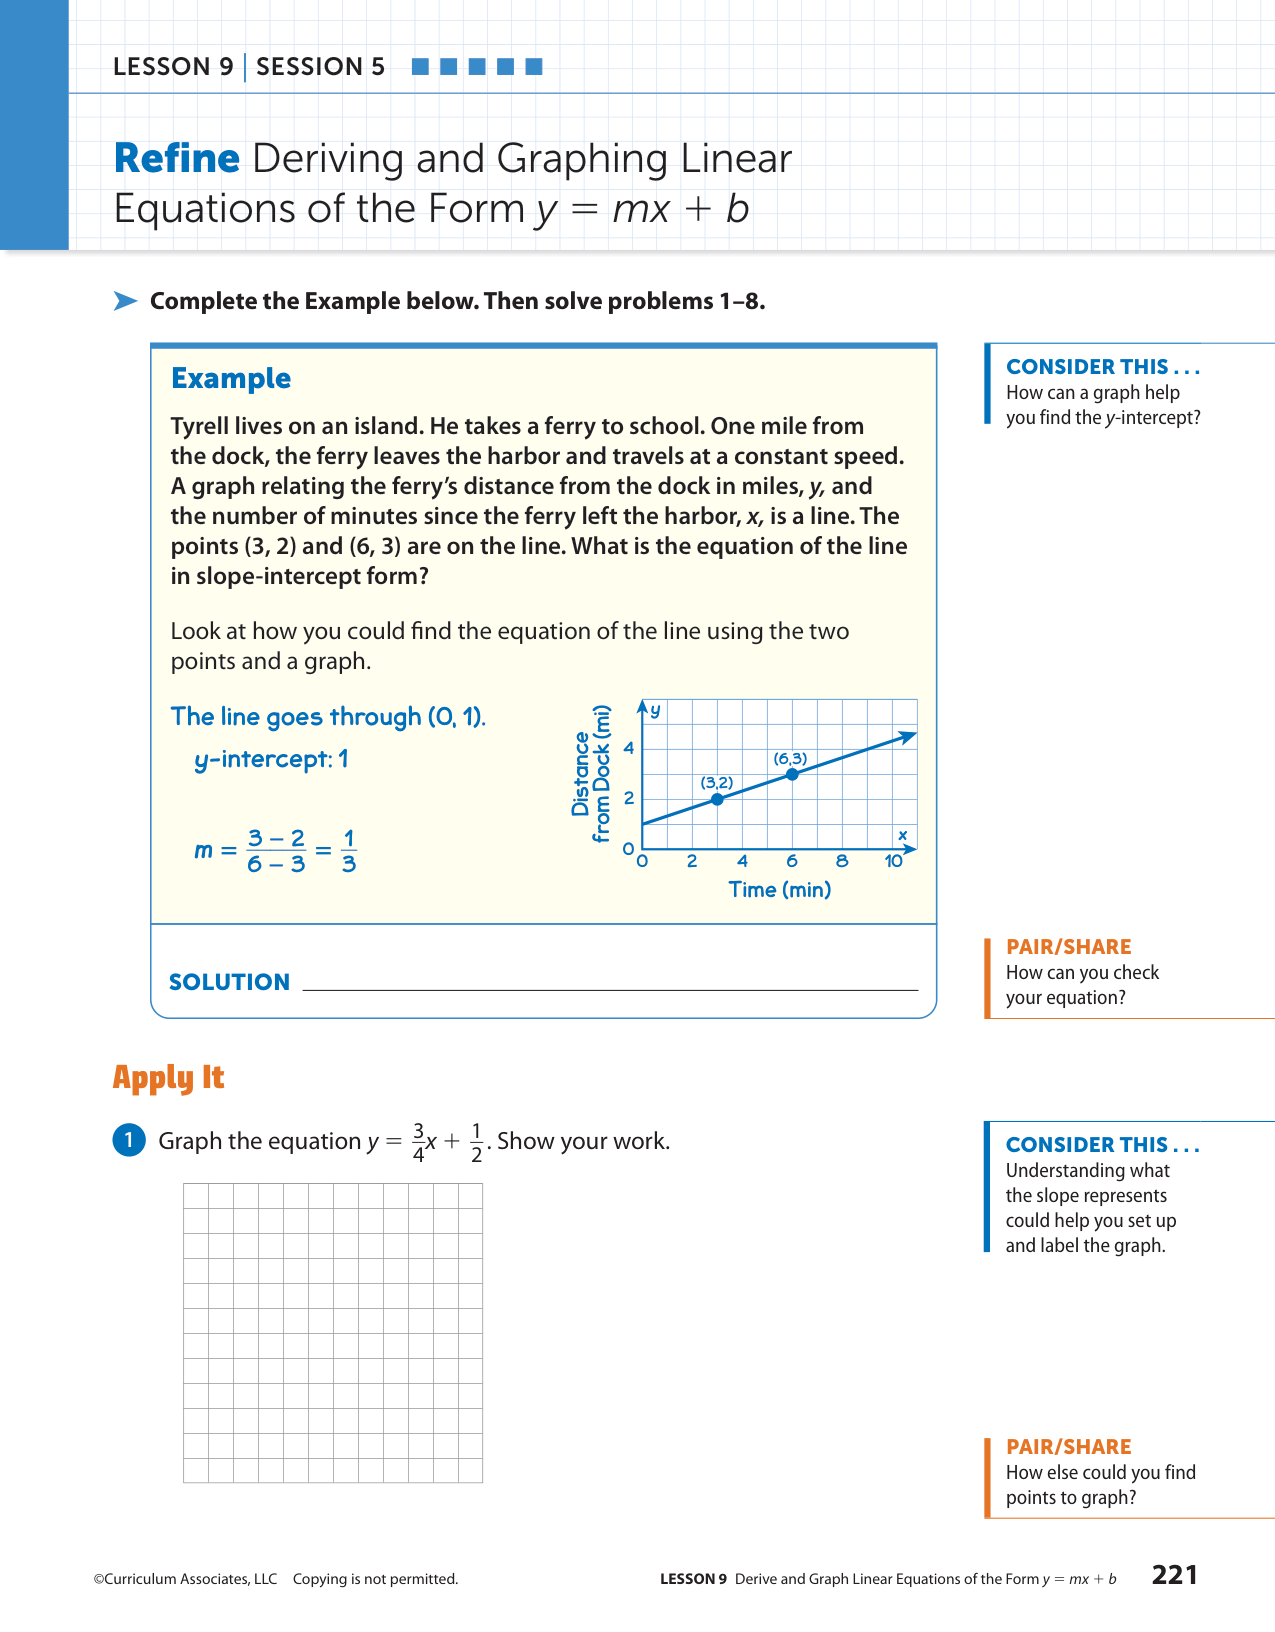 LESSON 9 | SESSION 5
Refine Deriving and Graphing Linear
Equations of the Form y = mx + b
Complete the Example below. Then solve problems 1–8.
Example
Tyrell lives on an island. He takes a ferry to school. One mile from
the dock, the ferry leaves the harbor and travels at a constant speed.
A graph relating the ferry’s distance from the dock in miles, y, and
the number of minutes since the ferry left the harbor, x, is a line. The
points (3, 2) and (6, 3) are on the line. What is the equation of the line
in slope-intercept form?
Look at how you could find the equation of the line using the two
points and a graph.
The line goes through (0, 1).
y-intercept: 1
m = (3 − 2)/(6 − 3) = 1/3
Distance
from Dock (mi)
y
4
(6,3)
(3,2)
2
x
0
0 2 4 6 8 10
Time (min)
SOLUTION
CONSIDER THIS . . .
How can a graph help
you find the y-intercept?
PAIR/SHARE
How can you check
your equation?
Apply It
1 Graph the equation y = 3/4 x + 1/2. Show your work.
CONSIDER THIS . . .
Understanding what
the slope represents
could help you set up
and label the graph.
PAIR/SHARE
How else could you find
points to graph?
©Curriculum Associates, LLC Copying is not permitted.
LESSON 9 Derive and Graph Linear Equations of the Form y = mx + b 221